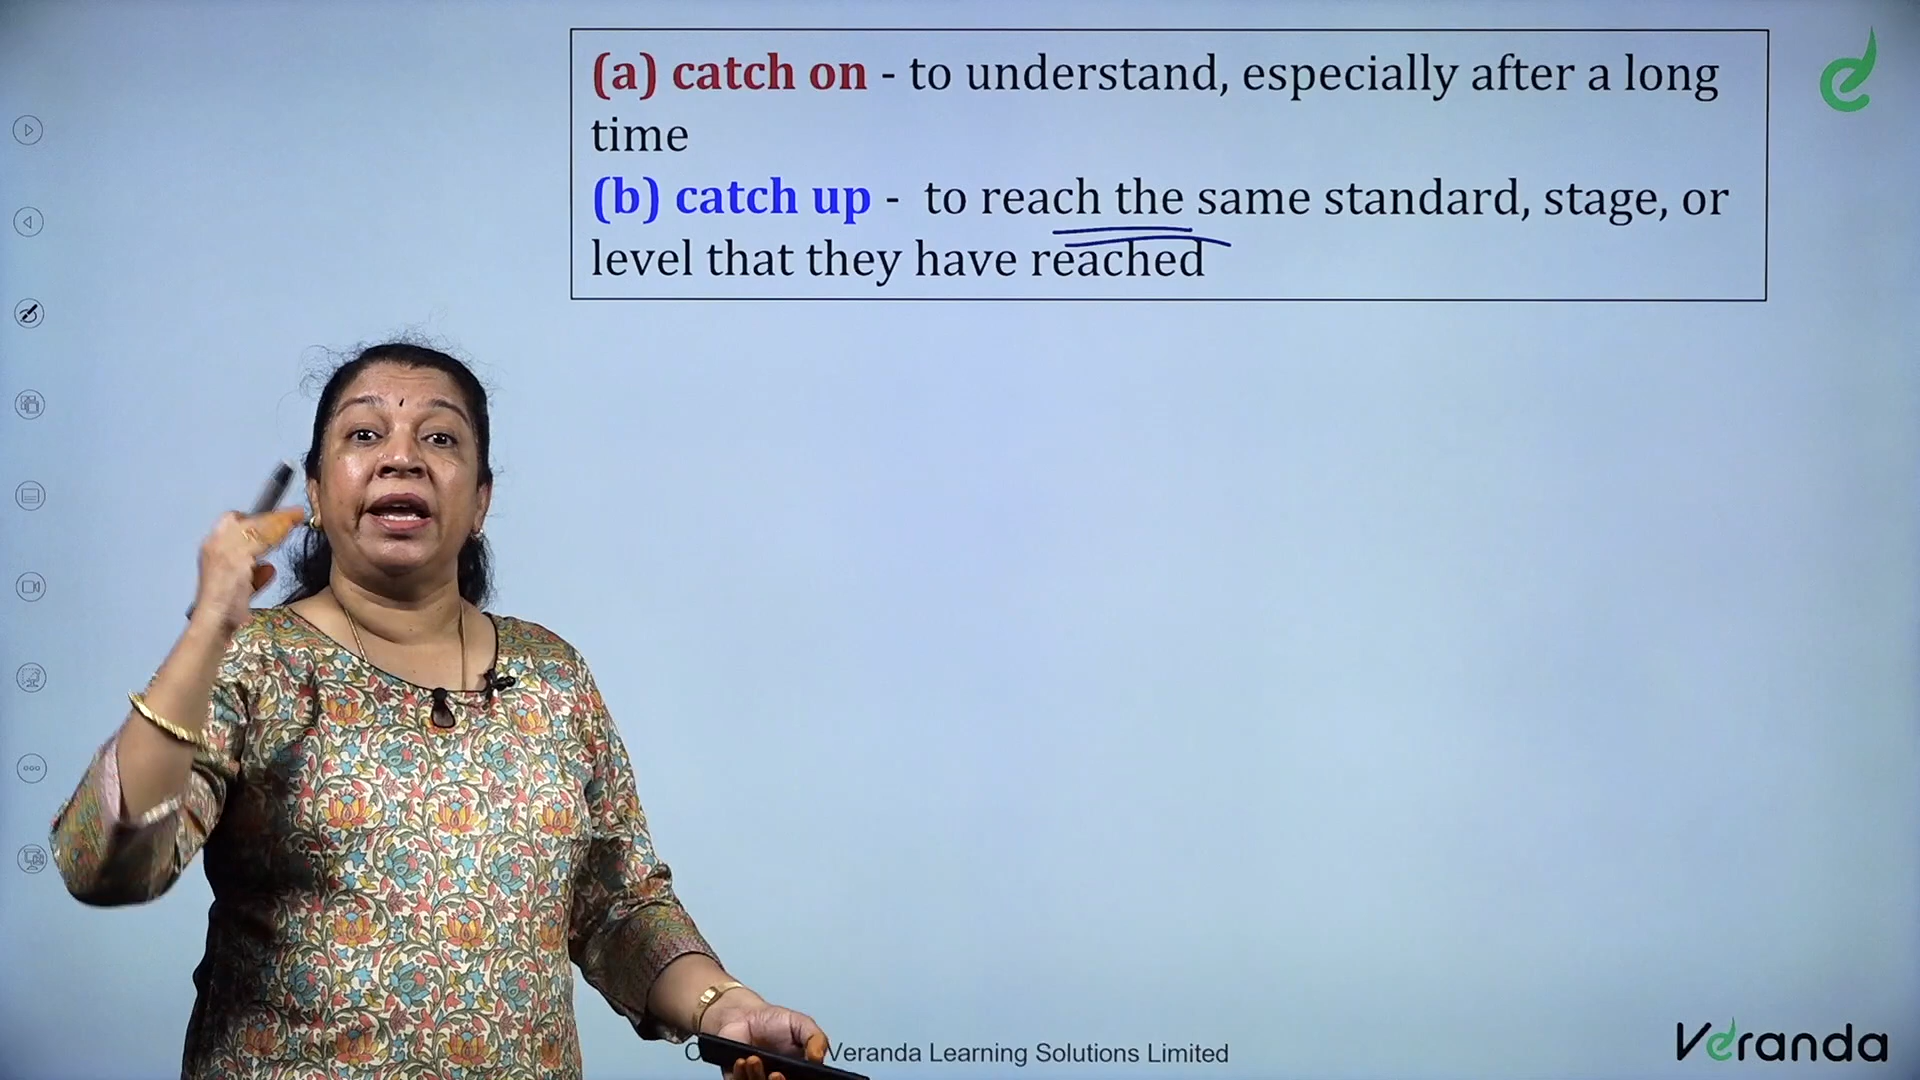 (a) catch on - to understand, especially after a long
time
(b) catch up - to reach the same standard, stage, or
level that they have reached
Veranda Learning Solutions Limited
Veranda